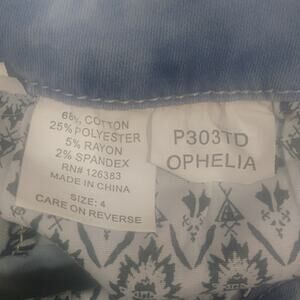 68% COTTON
25% POLYESTER
5% RAYON
2% SPANDEX
RN# 126383
MADE IN CHINA
SIZE: 4
CARE ON REVERSE
P303TD
OPHELIA